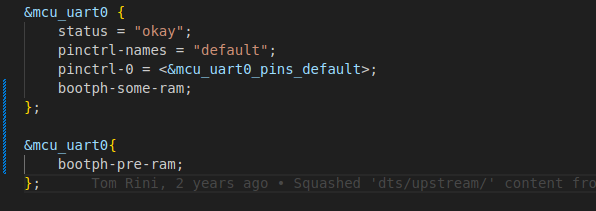 &mcu_uart0 {
    status = "okay";
    pinctrl-names = "default";
    pinctrl-0 = <&mcu_uart0_pins_default>;
    bootph-some-ram;
};

&mcu_uart0{
    bootph-pre-ram;
};      Tom Rini, 2 years ago • Squashed 'dts/upstream/' content fro